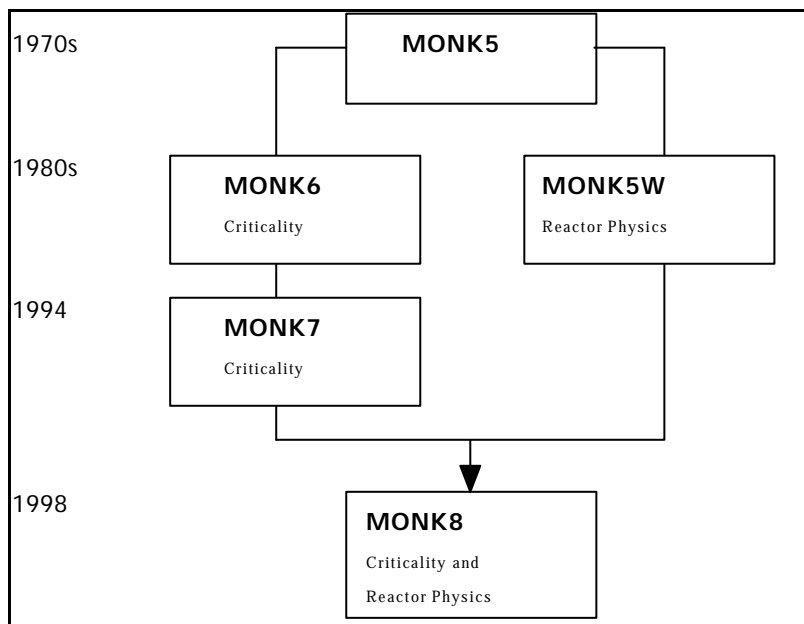 1970s
MONK5
1980s
MONK6
Criticality
MONK5W
Reactor Physics
1994
MONK7
Criticality
1998
MONK8
Criticality and
Reactor Physics